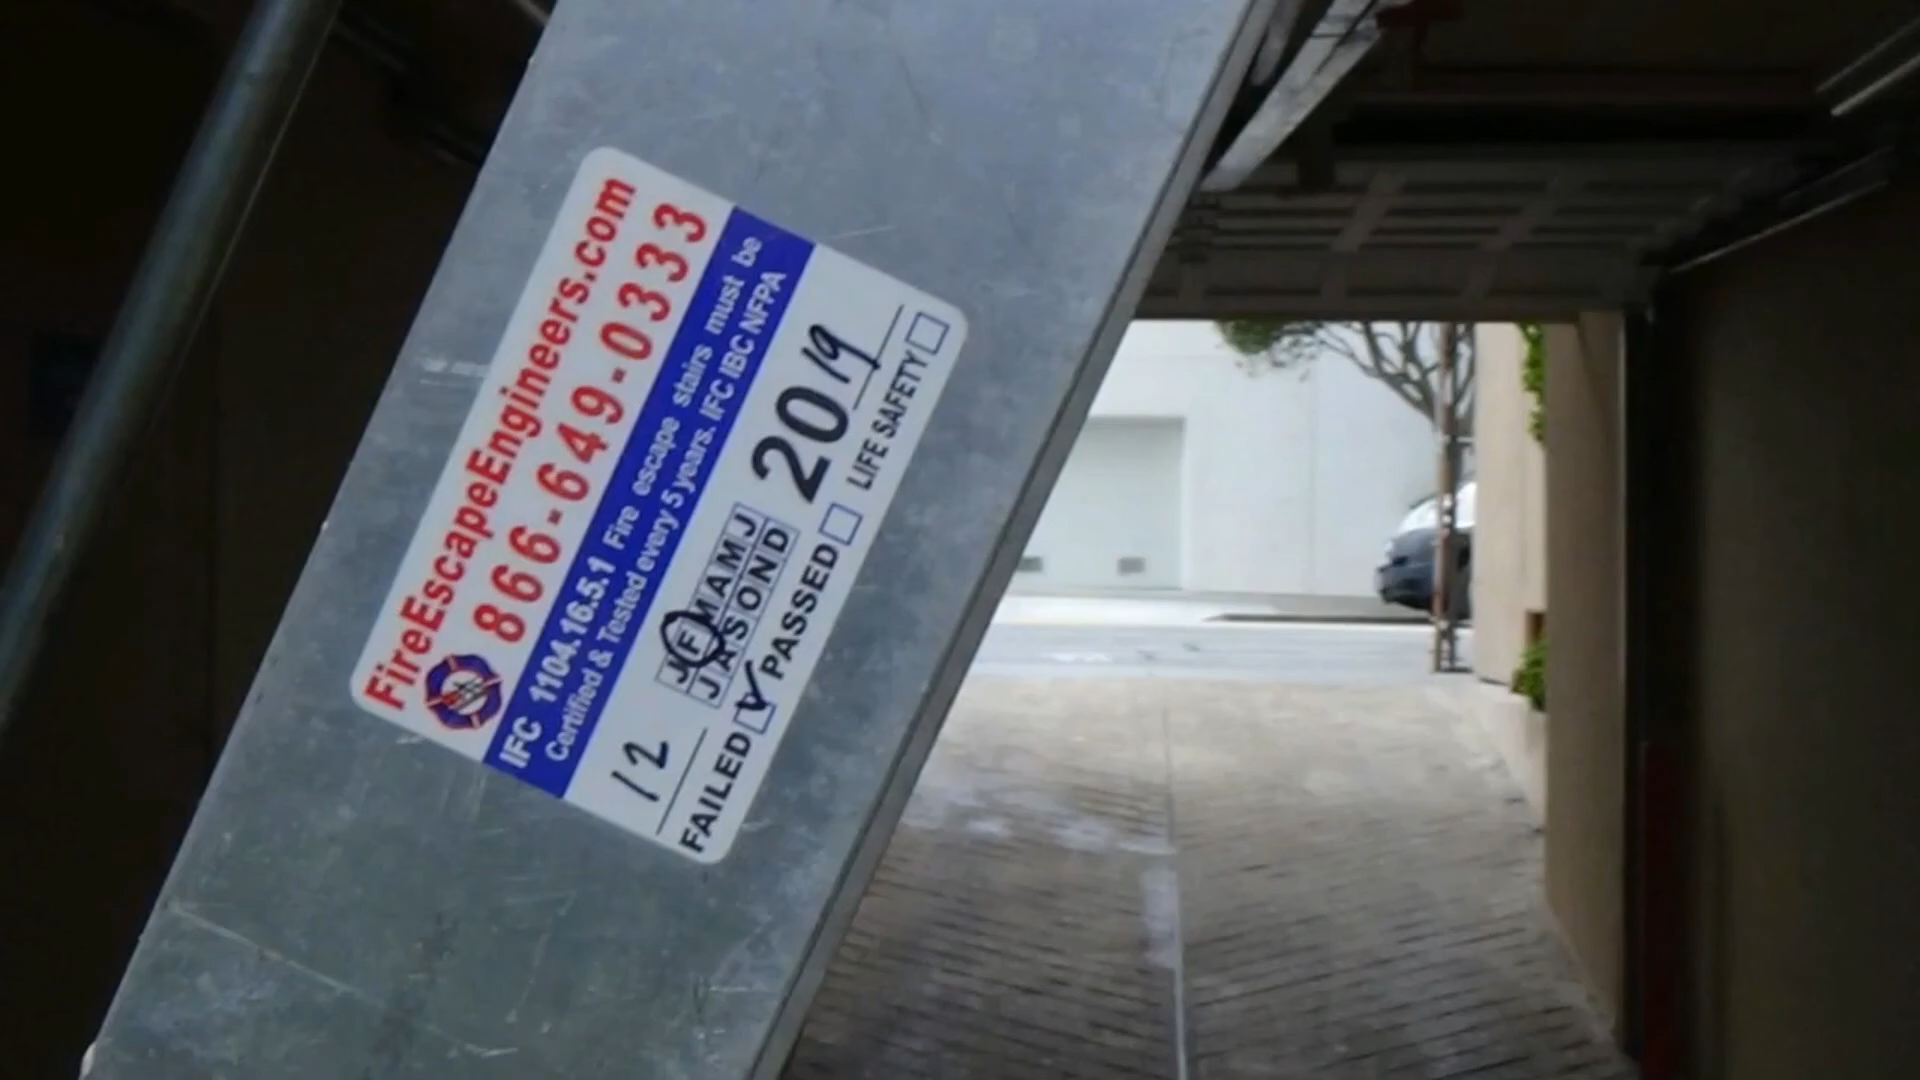 FireEscapeEngineers.com
866-649-0333
IFC 1104.16.5.1 Fire escape stairs must be
Certified & Tested every 5 years. IFC IBC NFPA
12 JFMAMJ 2019
JASOND
FAILED PASSED LIFE SAFETY